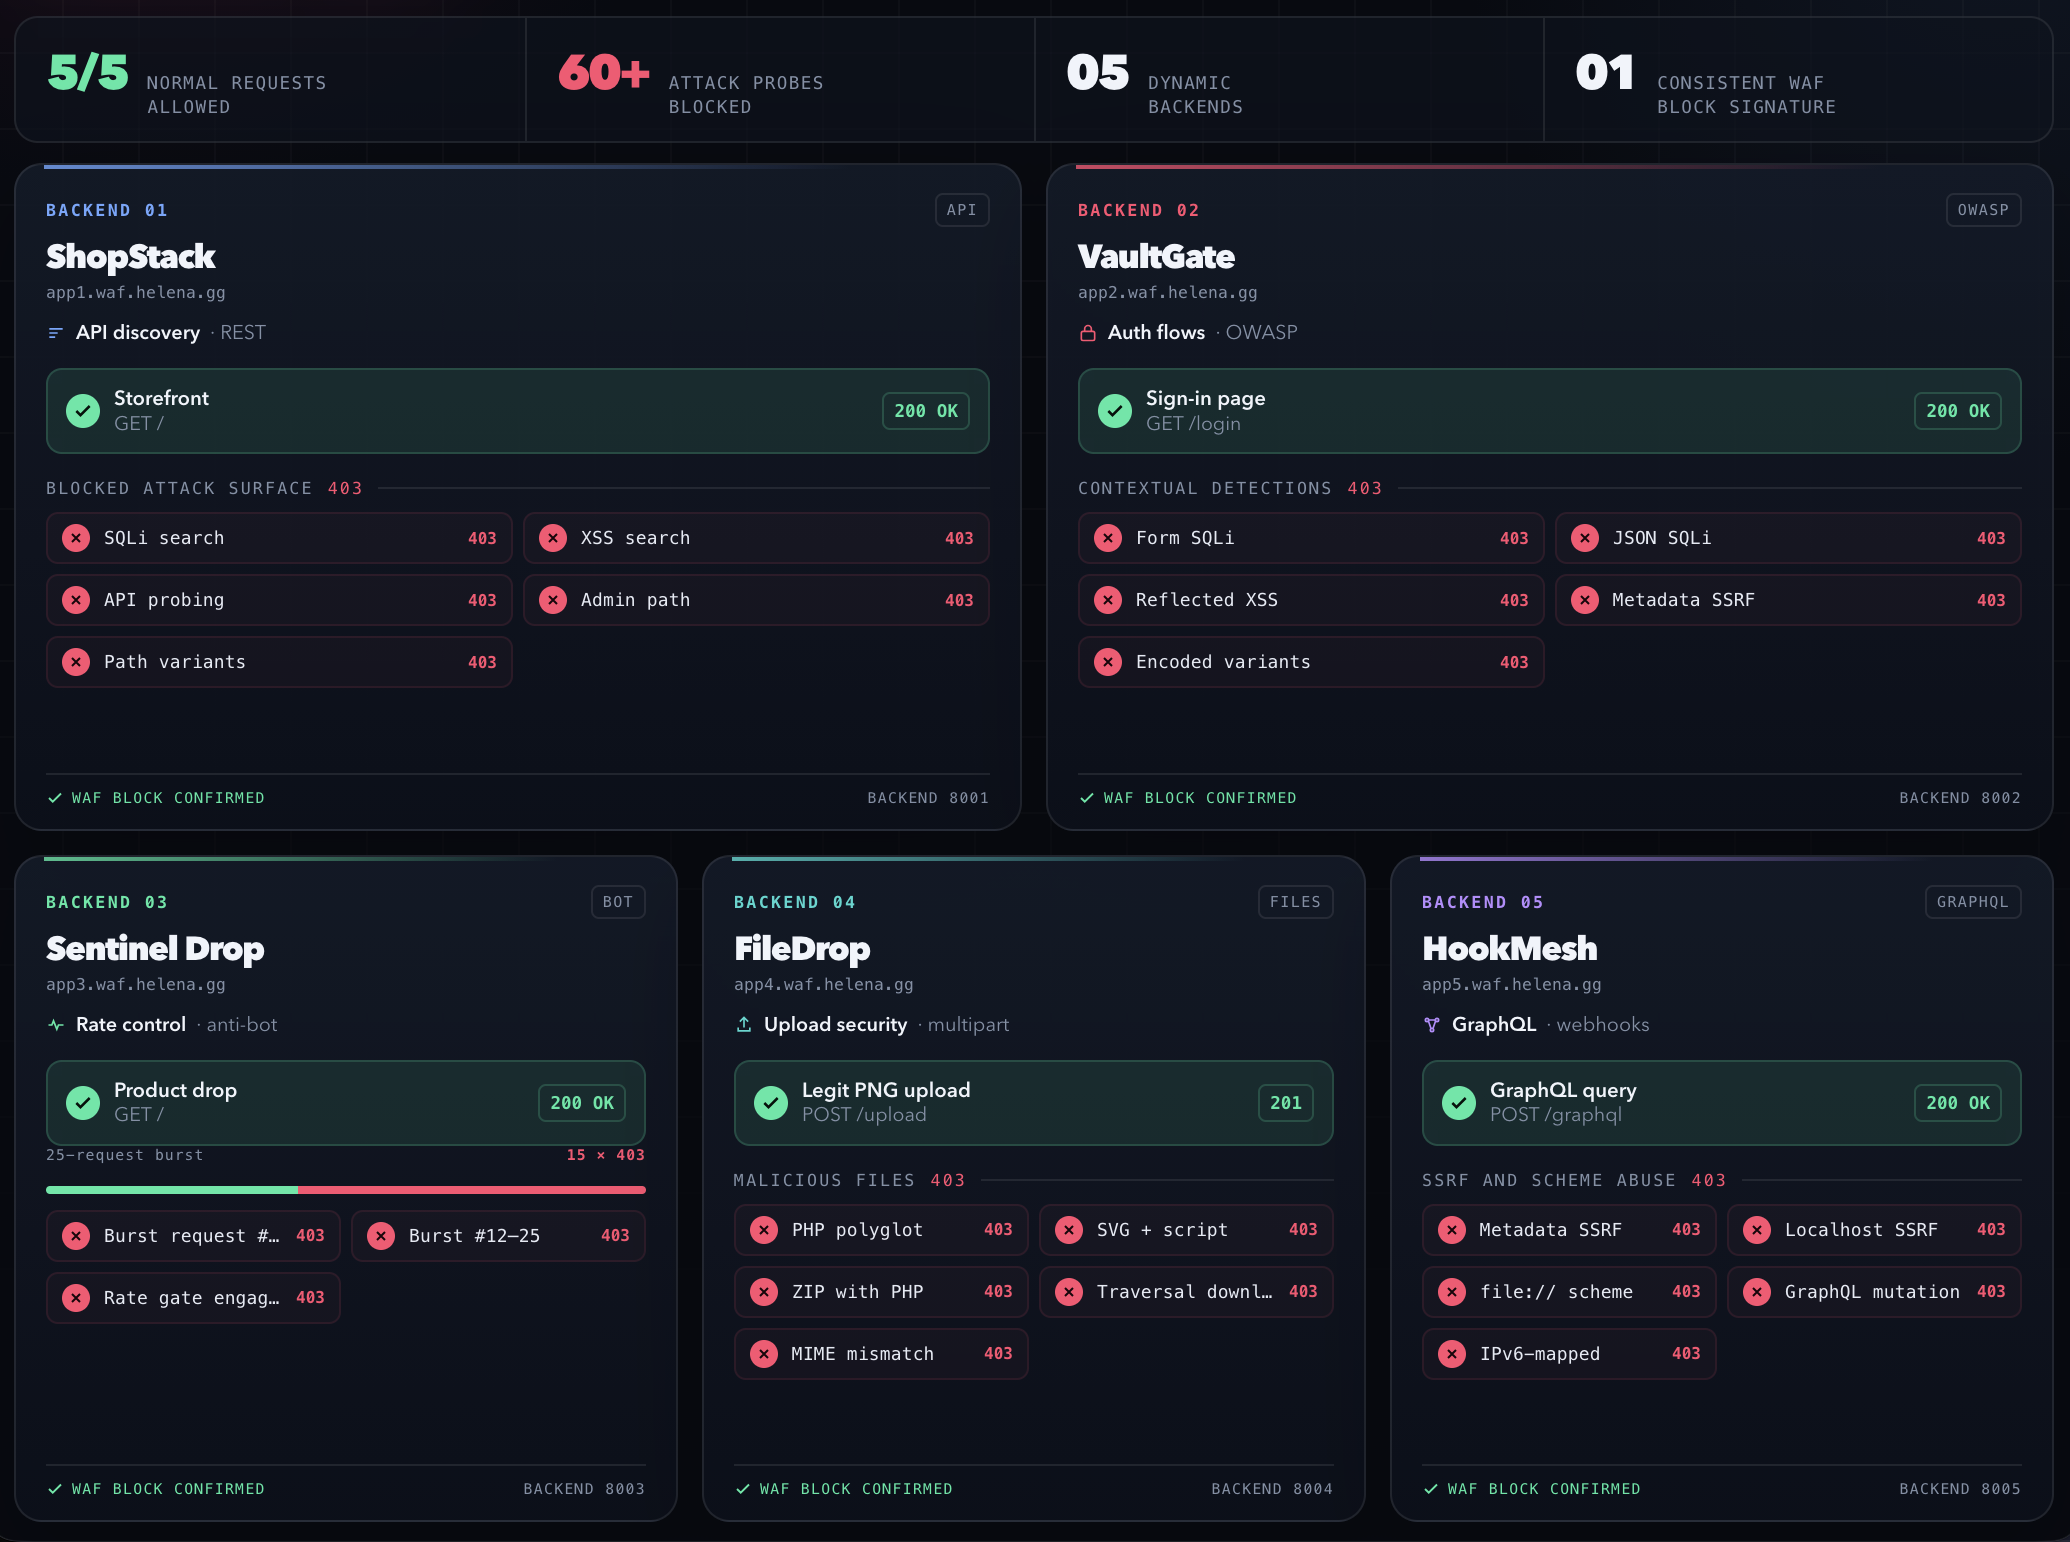 5/5 NORMAL REQUESTS
ALLOWED
60+ ATTACK PROBES
BLOCKED
05 DYNAMIC
BACKENDS
01 CONSISTENT WAF
BLOCK SIGNATURE
BACKEND 01 API
ShopStack
app1.waf.helena.gg
API discovery · REST
Storefront
GET /
200 OK
BLOCKED ATTACK SURFACE 403
SQLi search 403
XSS search 403
API probing 403
Admin path 403
Path variants 403
WAF BLOCK CONFIRMED
BACKEND 8001
BACKEND 02 OWASP
VaultGate
app2.waf.helena.gg
Auth flows · OWASP
Sign-in page
GET /login
200 OK
CONTEXTUAL DETECTIONS 403
Form SQLi 403
JSON SQLi 403
Reflected XSS 403
Metadata SSRF 403
Encoded variants 403
WAF BLOCK CONFIRMED
BACKEND 8002
BACKEND 03 BOT
Sentinel Drop
app3.waf.helena.gg
Rate control · anti-bot
Product drop
GET /
200 OK
25-request burst 15 × 403
Burst request #… 403
Burst #12–25 403
Rate gate engag… 403
WAF BLOCK CONFIRMED
BACKEND 8003
BACKEND 04 FILES
FileDrop
app4.waf.helena.gg
Upload security · multipart
Legit PNG upload
POST /upload
201
MALICIOUS FILES 403
PHP polyglot 403
SVG + script 403
ZIP with PHP 403
Traversal downl… 403
MIME mismatch 403
WAF BLOCK CONFIRMED
BACKEND 8004
BACKEND 05 GRAPHQL
HookMesh
app5.waf.helena.gg
GraphQL · webhooks
GraphQL query
POST /graphql
200 OK
SSRF AND SCHEME ABUSE 403
Metadata SSRF 403
Localhost SSRF 403
file:// scheme 403
GraphQL mutation 403
IPv6-mapped 403
WAF BLOCK CONFIRMED
BACKEND 8005